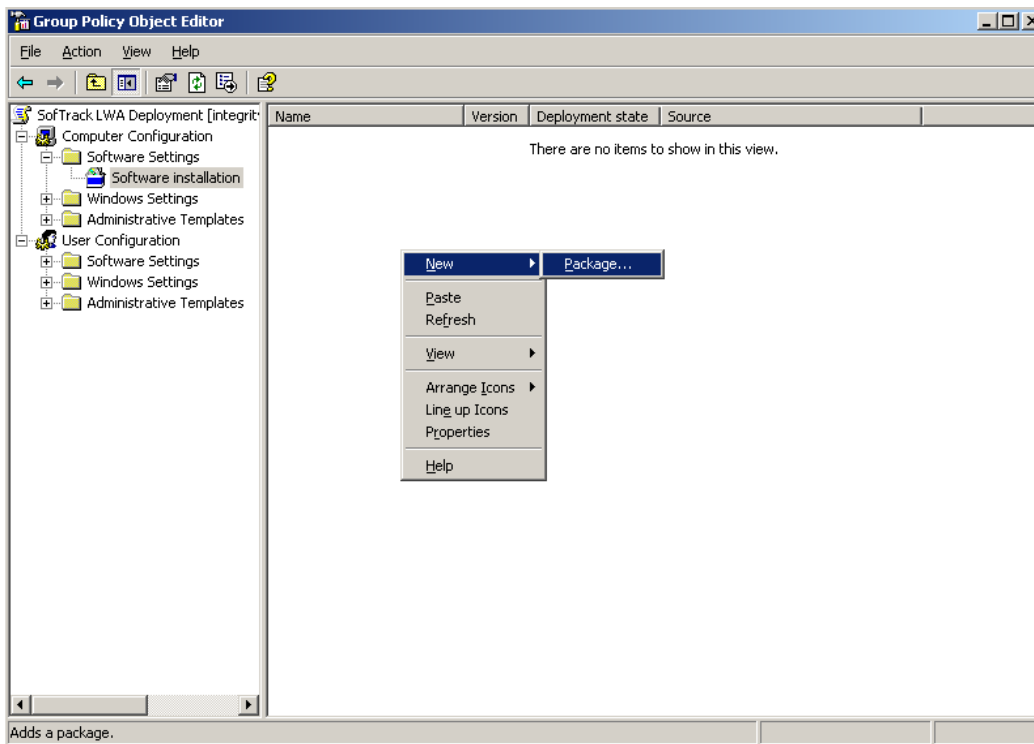 Group Policy Object Editor
File Action View Help
SofTrack LWA Deployment [integrit
Computer Configuration
Software Settings
Software installation
Windows Settings
Administrative Templates
User Configuration
Software Settings
Windows Settings
Administrative Templates
Name Version Deployment state Source
There are no items to show in this view.
New Package...
Paste
Refresh
View
Arrange Icons
Line up Icons
Properties
Help
Adds a package.